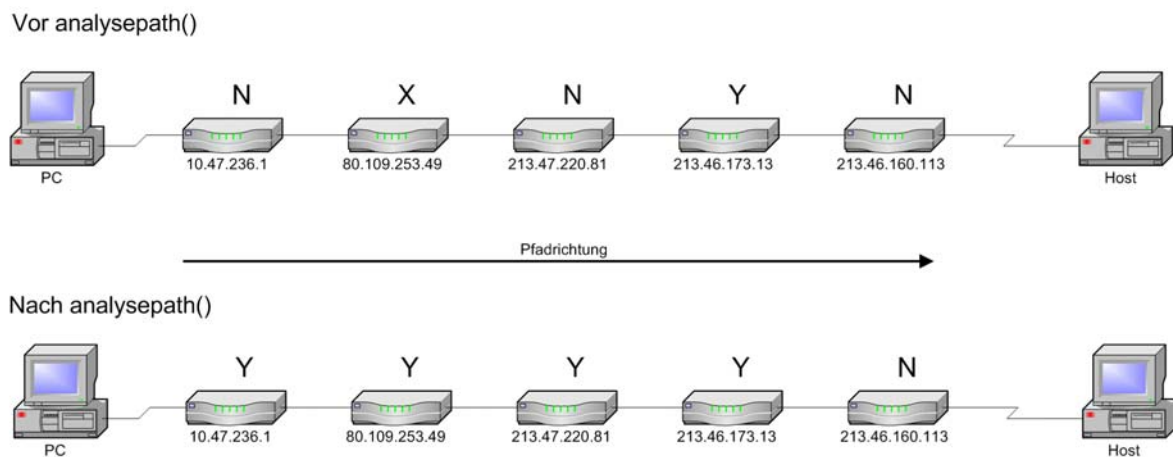 Vor analysepath()
N X N Y N
10.47.236.1 80.109.253.49 213.47.220.81 213.46.173.13 213.46.160.113
PC Host
Pfadrichtung
Nach analysepath()
Y Y Y Y N
10.47.236.1 80.109.253.49 213.47.220.81 213.46.173.13 213.46.160.113
PC Host